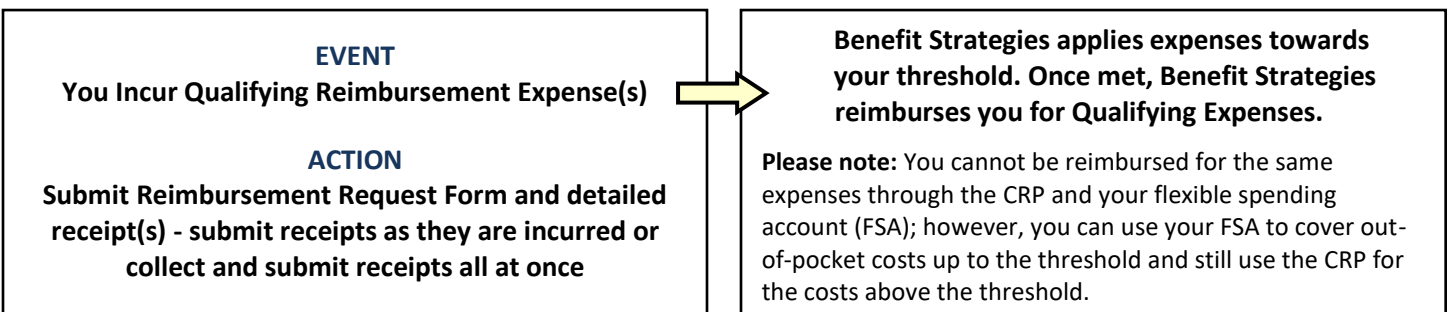 EVENT
You Incur Qualifying Reimbursement Expense(s)
ACTION
Submit Reimbursement Request Form and detailed
receipt(s) - submit receipts as they are incurred or
collect and submit receipts all at once
Benefit Strategies applies expenses towards
your threshold. Once met, Benefit Strategies
reimburses you for Qualifying Expenses.
Please note: You cannot be reimbursed for the same
expenses through the CRP and your flexible spending
account (FSA); however, you can use your FSA to cover out-
of-pocket costs up to the threshold and still use the CRP for
the costs above the threshold.